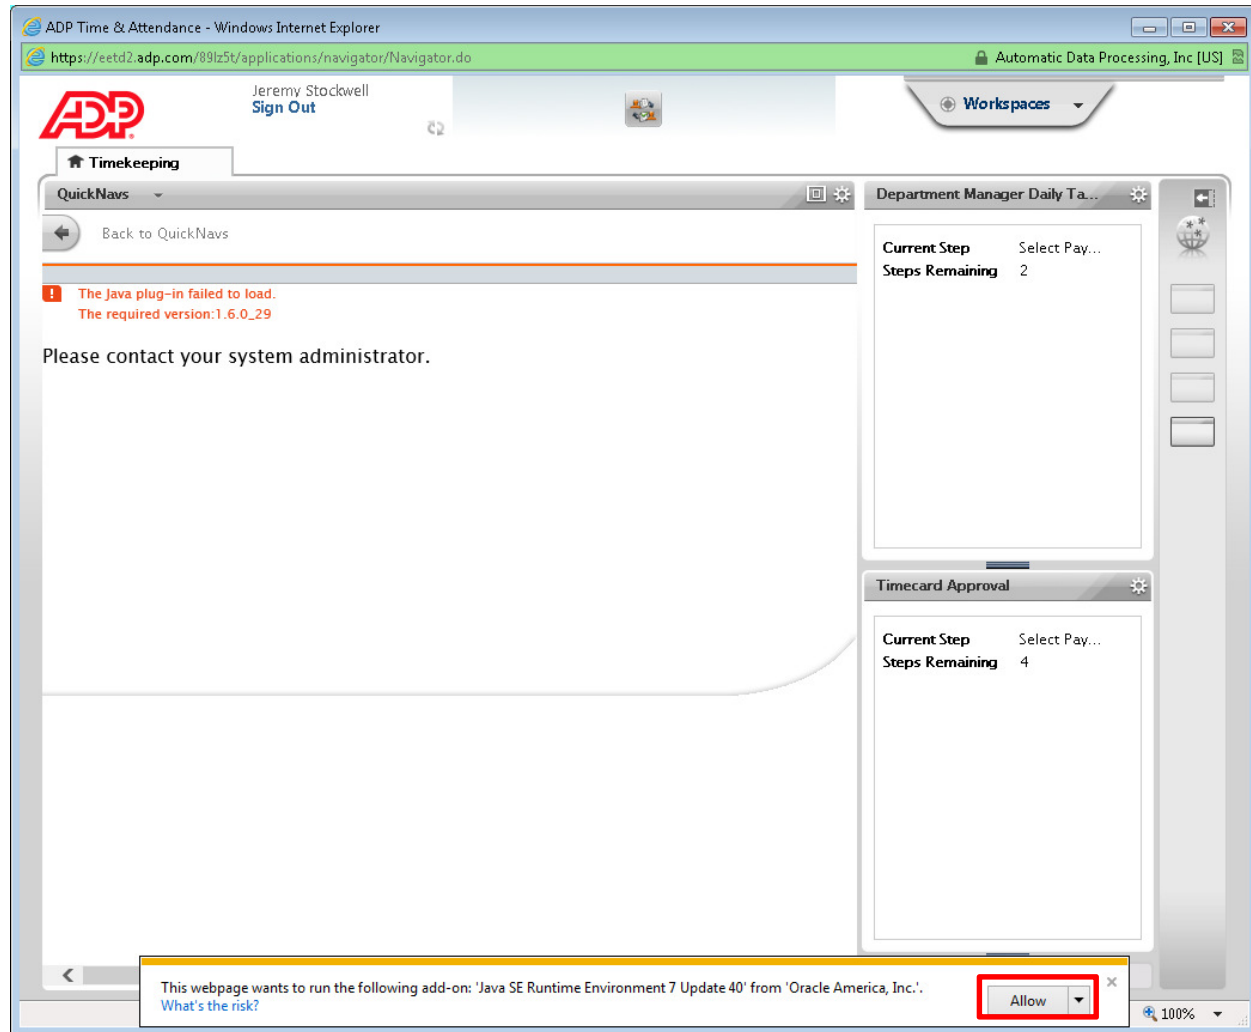 ADP Time & Attendance - Windows Internet Explorer
https://eetd2.adp.com/89lz5t/applications/navigator/Navigator.do
Automatic Data Processing, Inc [US]
ADP
Jeremy Stockwell
Sign Out
Workspaces
Timekeeping
QuickNavs
Back to QuickNavs
! The Java plug-in failed to load.
The required version:1.6.0_29
Please contact your system administrator.
Department Manager Daily Ta...
Current Step Select Pay...
Steps Remaining 2
Timecard Approval
Current Step Select Pay...
Steps Remaining 4
This webpage wants to run the following add-on: 'Java SE Runtime Environment 7 Update 40' from 'Oracle America, Inc.'.
What's the risk?
Allow
100%